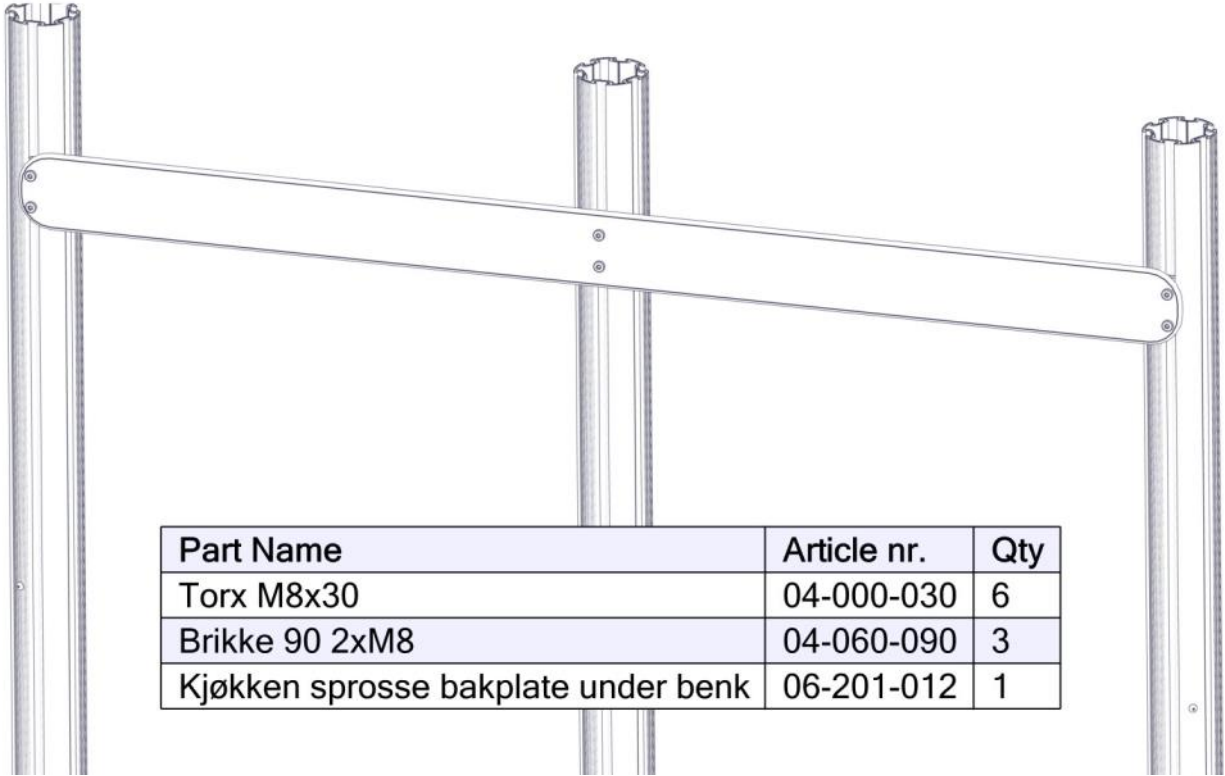 Part Name Article nr. Qty
Torx M8x30 04-000-030 6
Brikke 90 2xM8 04-060-090 3
Kjøkken sprosse bakplate under benk 06-201-012 1